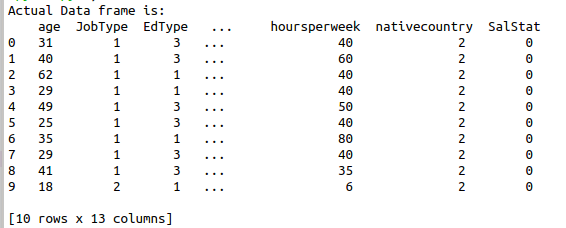 Actual Data frame is:
age JobType EdType ... hoursperweek nativecountry SalStat
0 31 1 3 ... 40 2 0
1 40 1 3 ... 60 2 0
2 62 1 1 ... 40 2 0
3 29 1 1 ... 40 2 0
4 49 1 3 ... 50 2 0
5 25 1 3 ... 40 2 0
6 35 1 1 ... 80 2 0
7 29 1 3 ... 40 2 0
8 41 1 3 ... 35 2 0
9 18 2 1 ... 6 2 0
[10 rows x 13 columns]